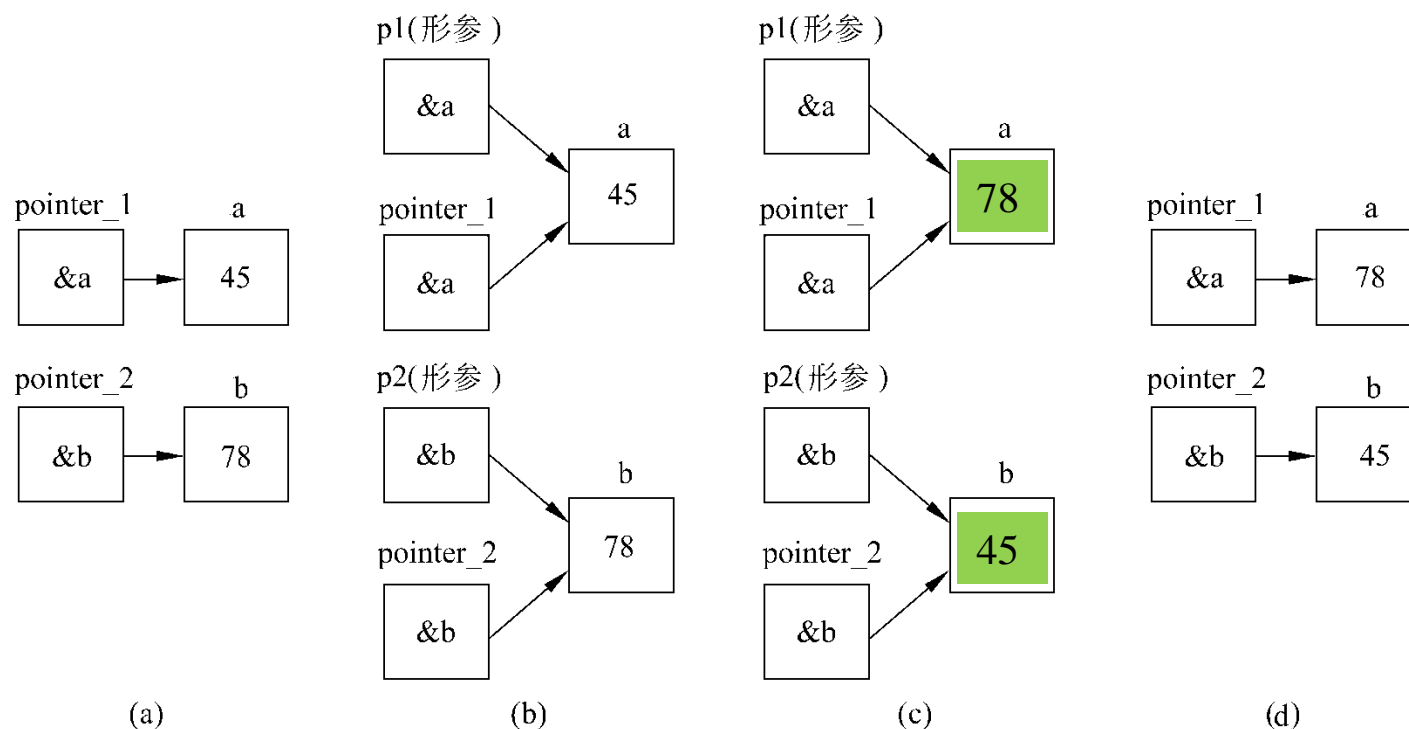 pointer_1
a
&a
45
pointer_2
b
&b
78
(a)
p1(形参)
&a
a
45
pointer_1
&a
p2(形参)
&b
b
78
pointer_2
&b
(b)
p1(形参)
&a
a
78
pointer_1
&a
p2(形参)
&b
b
45
pointer_2
&b
(c)
pointer_1
a
&a
78
pointer_2
b
&b
45
(d)